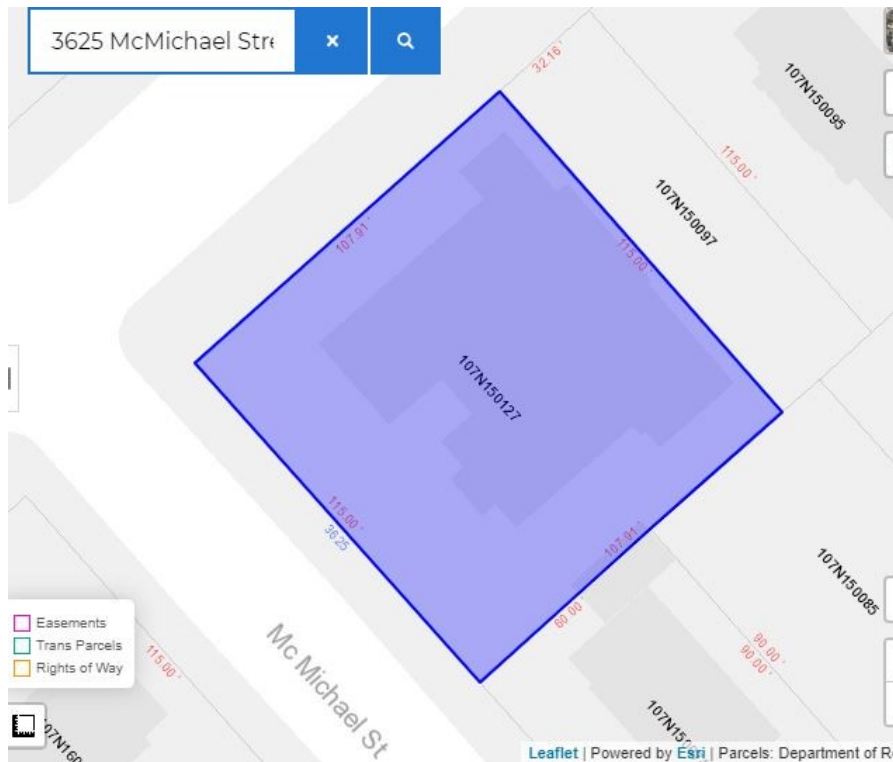 3625 McMichael Stre
32.16 '
107N150095
115.00 '
107N150097
107.91 '
115.00 '
107N150127
115.00 '
3625
107.91 '
60.00 '
107N150085
90.00 '
90.00 '
Easements
Trans Parcels
Rights of Way
115.00 '
Mc Michael St
Leaflet | Powered by Esri | Parcels: Department of R